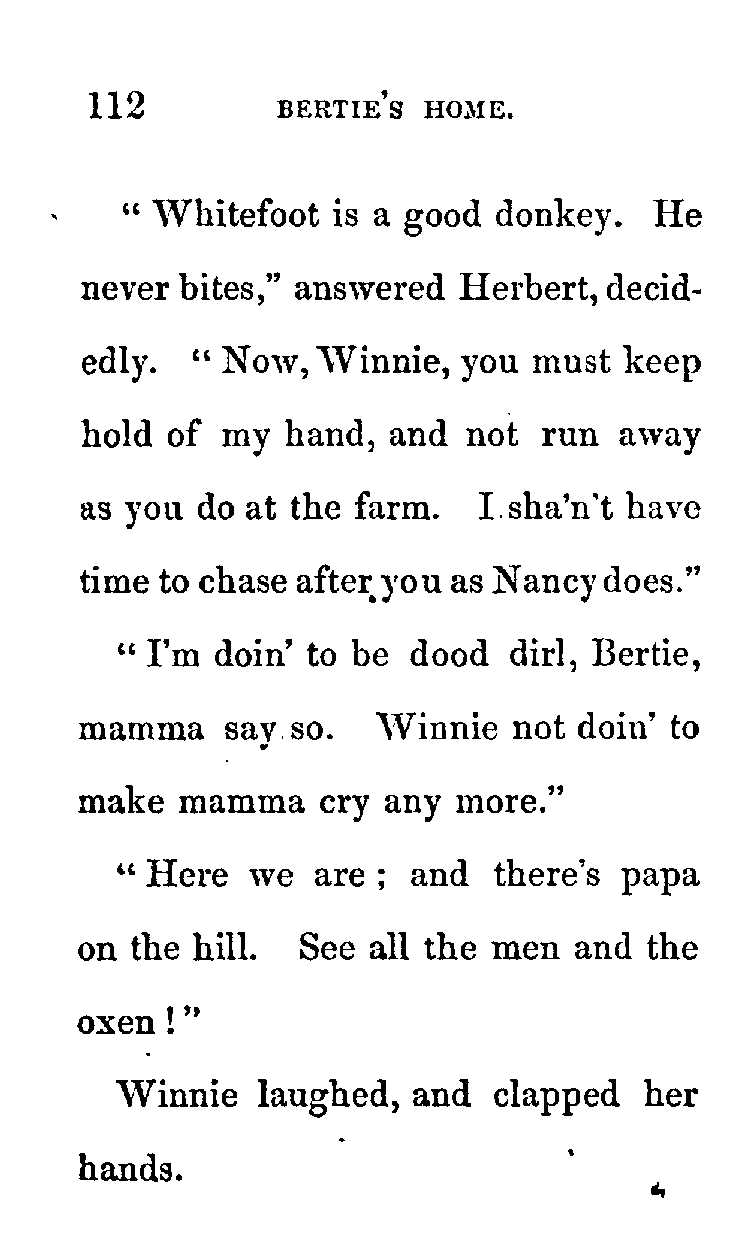 112 BERTIE'S HOME.
“ Whitefoot is a good donkey. He
never bites,” answered Herbert, decid-
edly. “ Now, Winnie, you must keep
hold of my hand, and not run away
as you do at the farm. I sha'n't have
time to chase after you as Nancy does.”
“ I'm doin' to be dood dirl, Bertie,
mamma say so. Winnie not doin' to
make mamma cry any more.”
“ Here we are ; and there's papa
on the hill. See all the men and the
oxen ! ”
Winnie laughed, and clapped her
hands.